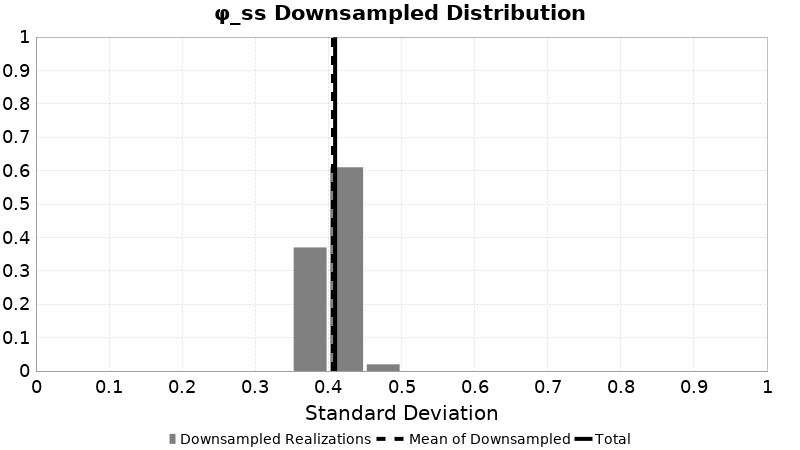 φ_ss Downsampled Distribution
1
0.9
0.8
0.7
0.6
0.5
0.4
0.3
0.2
0.1
0
0 0.1 0.2 0.3 0.4 0.5 0.6 0.7 0.8 0.9 1
Standard Deviation
Downsampled Realizations Mean of Downsampled Total